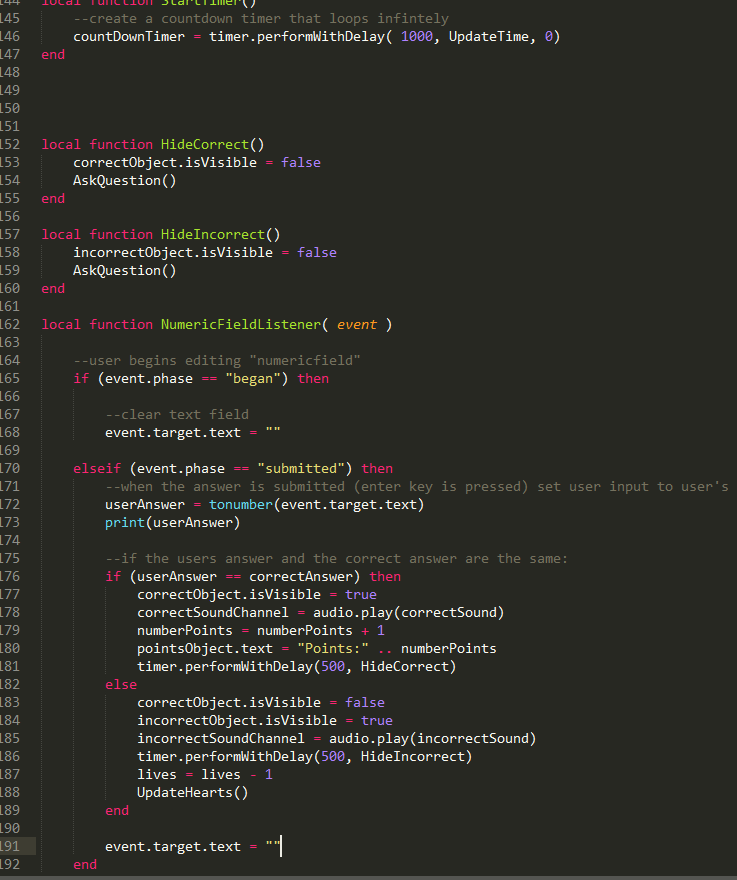 144 local function StartTimer()
145 --create a countdown timer that loops infintely
146 countDownTimer = timer.performWithDelay( 1000, UpdateTime, 0)
147 end
148
149
150
151
152 local function HideCorrect()
153 correctObject.isVisible = false
154 AskQuestion()
155 end
156
157 local function HideIncorrect()
158 incorrectObject.isVisible = false
159 AskQuestion()
160 end
161
162 local function NumericFieldListener( event )
163
164 --user begins editing "numericfield"
165 if (event.phase == "began") then
166
167 --clear text field
168 event.target.text = ""
169
170 elseif (event.phase == "submitted") then
171 --when the answer is submitted (enter key is pressed) set user input to user's
172 userAnswer = tonumber(event.target.text)
173 print(userAnswer)
174
175 --if the users answer and the correct answer are the same:
176 if (userAnswer == correctAnswer) then
177 correctObject.isVisible = true
178 correctSoundChannel = audio.play(correctSound)
179 numberPoints = numberPoints + 1
180 pointsObject.text = "Points:" .. numberPoints
181 timer.performWithDelay(500, HideCorrect)
182 else
183 correctObject.isVisible = false
184 incorrectObject.isVisible = true
185 incorrectSoundChannel = audio.play(incorrectSound)
186 timer.performWithDelay(500, HideIncorrect)
187 lives = lives - 1
188 UpdateHearts()
189 end
190
191 event.target.text = ""
192 end